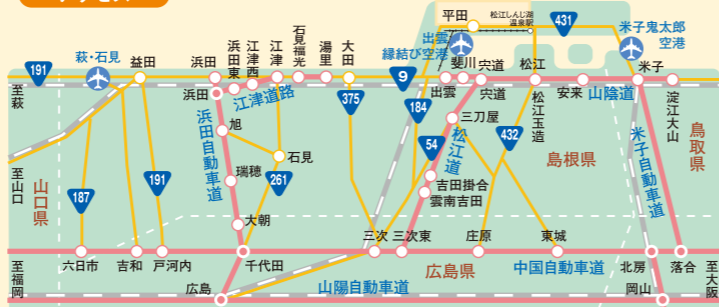 平田
松江しんじ湖
温泉駅
431
出雲
縁結び空港
米子鬼太郎
空港
萩・石見
191
至萩
益田
浜田
浜田東
江津西
江津
石見福光
湯里
大田
9
斐川
宍道
松江
米子
浜田
江津道路
375
184
出雲
宍道
松江玉造
安来
山陰道
淀江大山
鳥取県
旭
浜田自動車道
三刀屋
松江道
432
54
島根県
米子自動車道
石見
瑞穂
261
吉田掛合
雲南吉田
至山口
山口県
187
191
大朝
三次
三次東
庄原
東城
至福岡
六日市
吉和
戸河内
千代田
広島県
中国自動車道
北房
落合
至大阪
広島
山陽自動車道
岡山